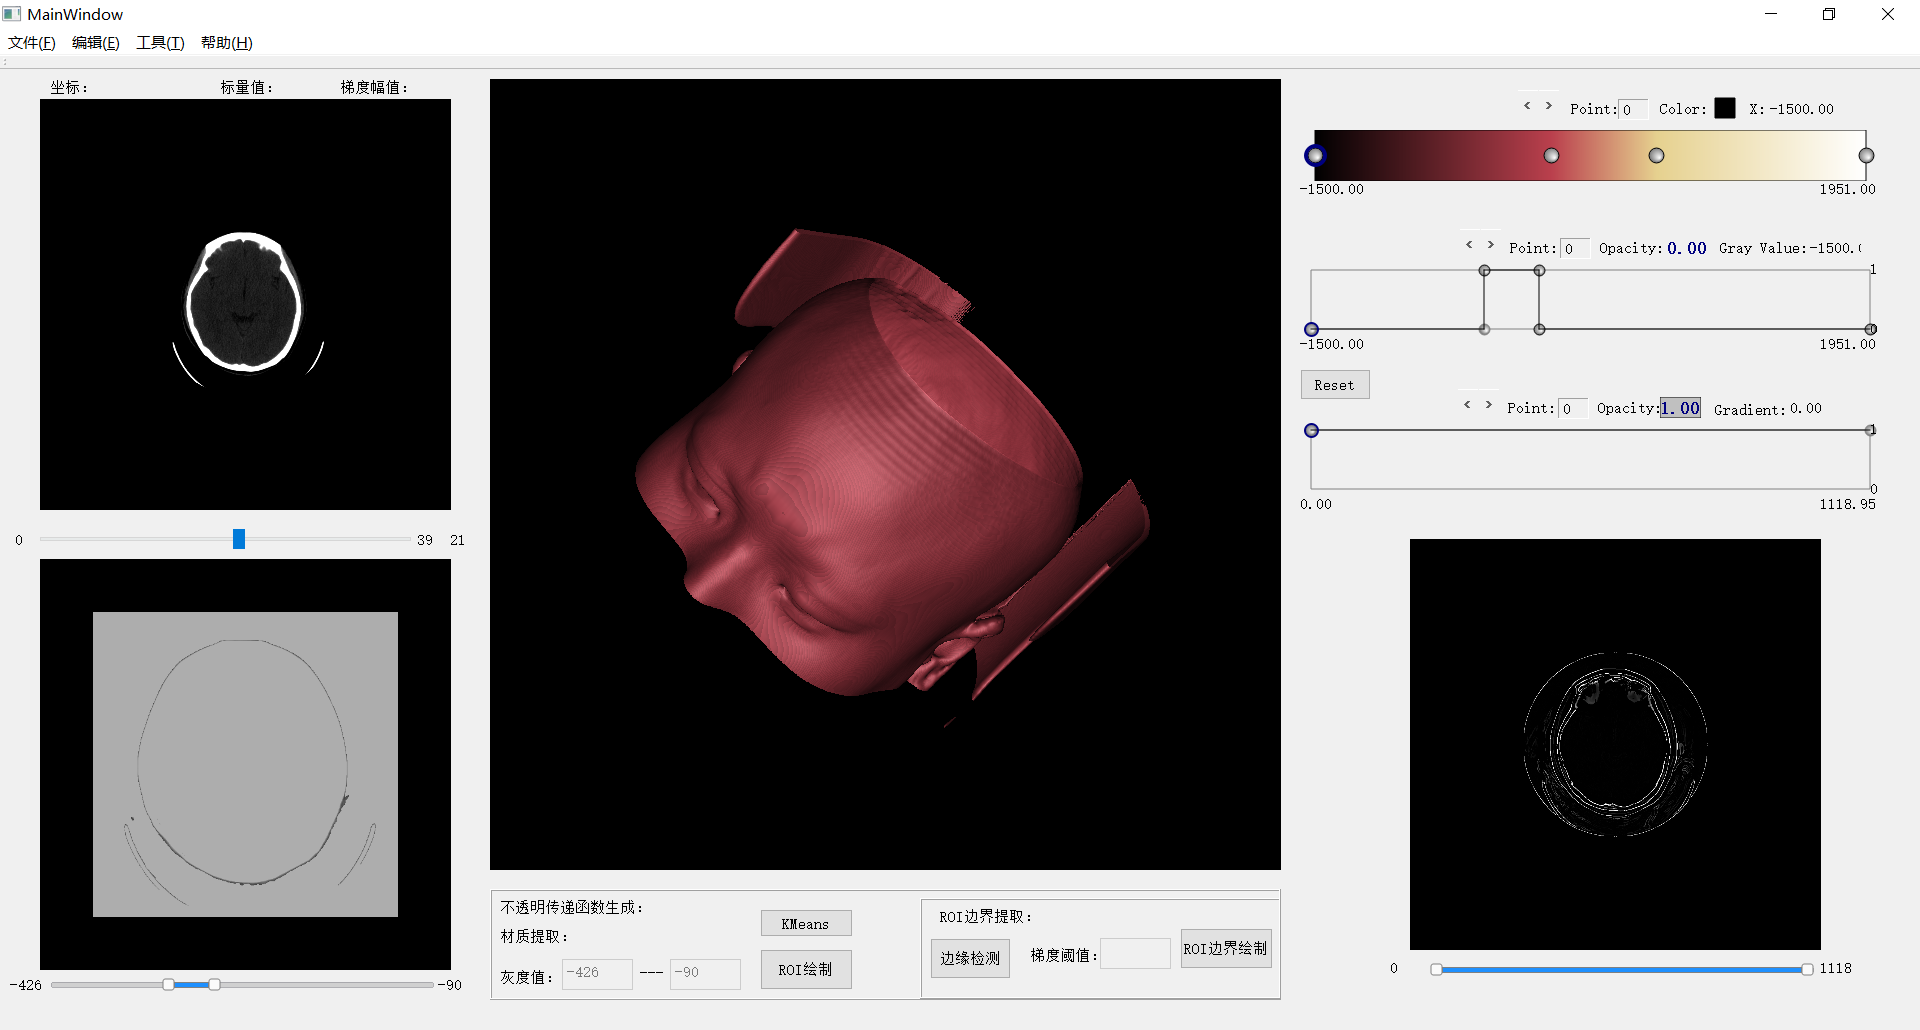 MainWindow
文件(F) 编辑(E) 工具(T) 帮助(H)
坐标: 标量值: 梯度幅值:
0 39 21
-426 -90
不透明传递函数生成:
材质提取:
KMeans
灰度值: -426 --- -90
ROI绘制
ROI边界提取:
边缘检测 梯度阈值: ROI边界绘制
< > Point: 0 Color: X: -1500.00
-1500.00 1951.00
< > Point: 0 Opacity: 0.00 Gray Value: -1500.
1
0
-1500.00 1951.00
Reset
< > Point: 0 Opacity: 1.00 Gradient: 0.00
1
0
0.00 1118.95
0 1118